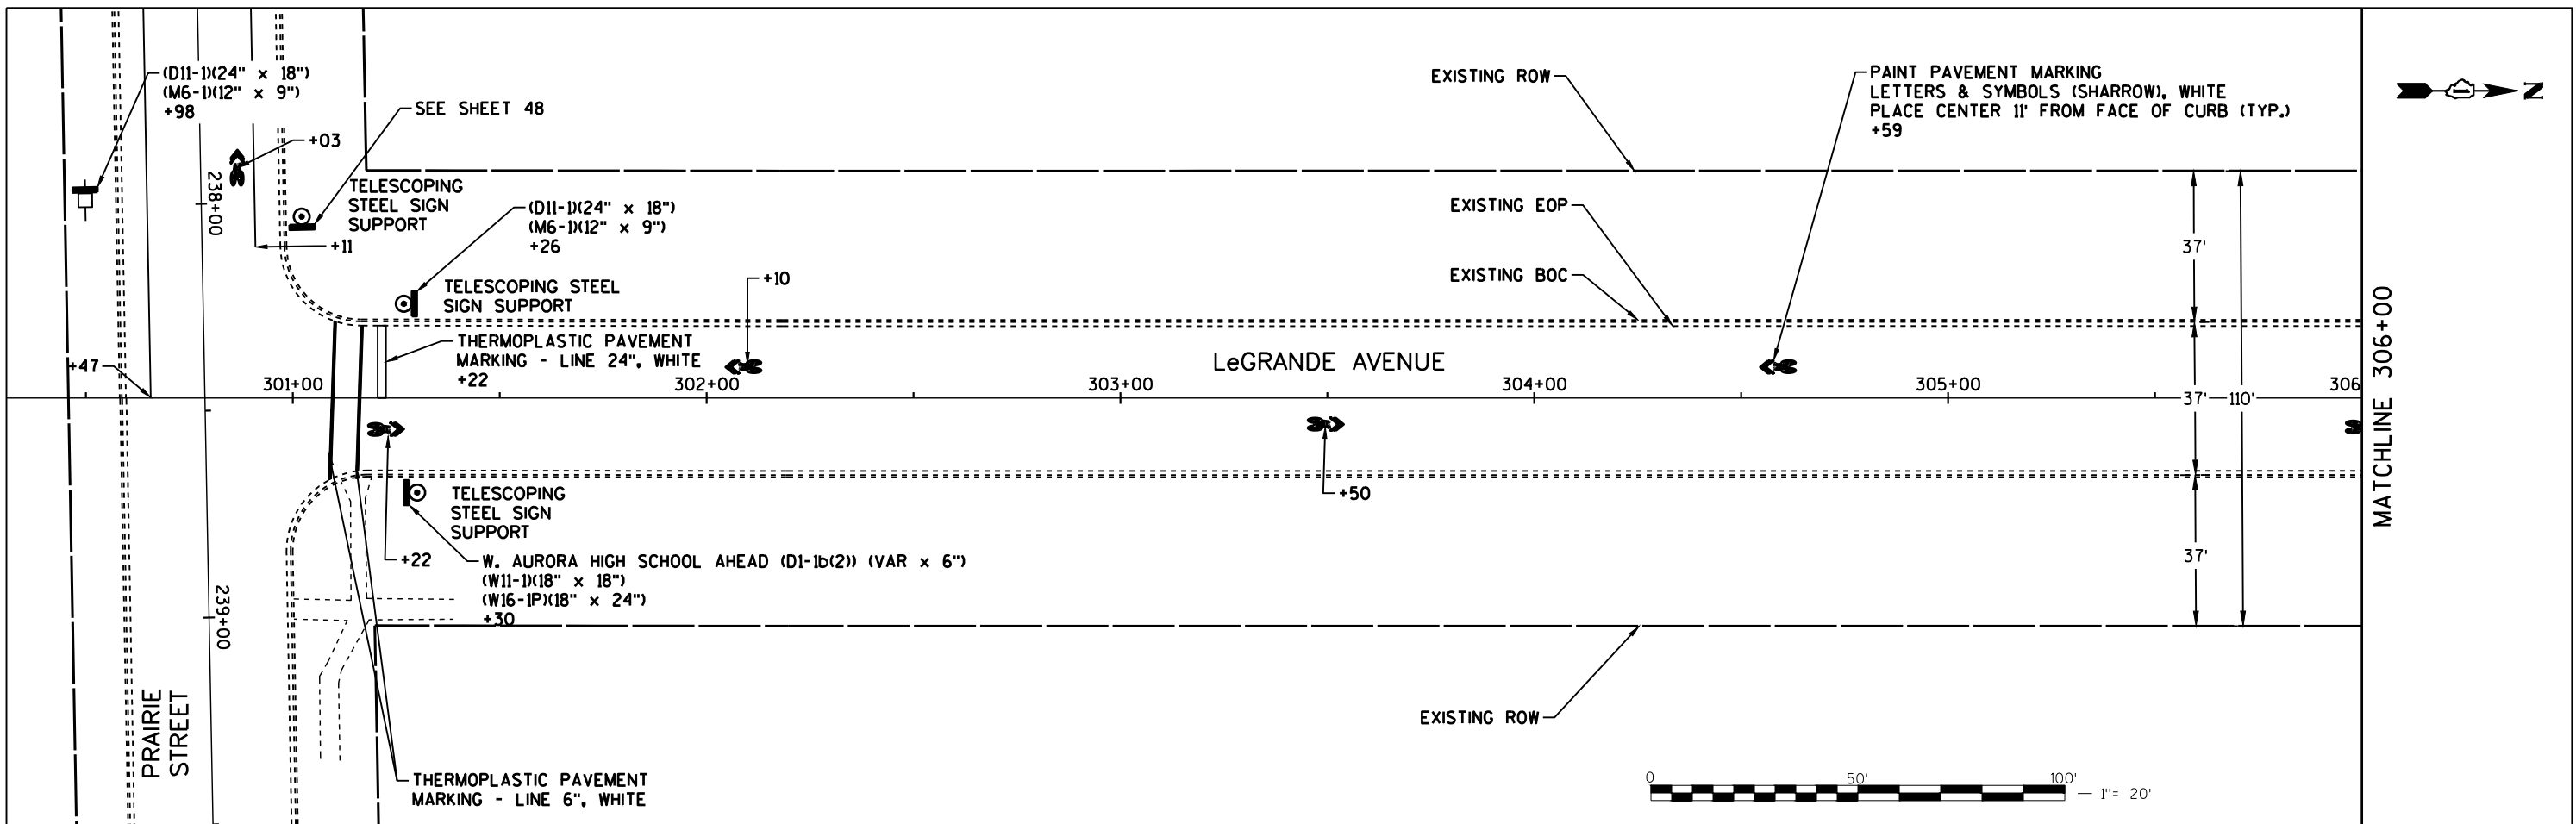 (D11-1)(24" x 18")
(M6-1)(12" x 9")
+98
SEE SHEET 48
+03
238+00
TELESCOPING
STEEL SIGN
SUPPORT
+11
(D11-1)(24" x 18")
(M6-1)(12" x 9")
+26
TELESCOPING STEEL
SIGN SUPPORT
+10
THERMOPLASTIC PAVEMENT
MARKING - LINE 24", WHITE
+22
+47
301+00
302+00
303+00
304+00
305+00
306
LeGRANDE AVENUE
EXISTING ROW
EXISTING EOP
EXISTING BOC
PAINT PAVEMENT MARKING
LETTERS & SYMBOLS (SHARROW), WHITE
PLACE CENTER 11' FROM FACE OF CURB (TYP.)
+59
N
37'
37'
110'
37'
MATCHLINE 306+00
TELESCOPING
STEEL SIGN
SUPPORT
+22
+50
W. AURORA HIGH SCHOOL AHEAD (D1-1b(2)) (VAR x 6")
(W11-1)(18" x 18")
(W16-1P)(18" x 24")
+30
239+00
PRAIRIE
STREET
EXISTING ROW
THERMOPLASTIC PAVEMENT
MARKING - LINE 6", WHITE
0 50' 100'
1"= 20'